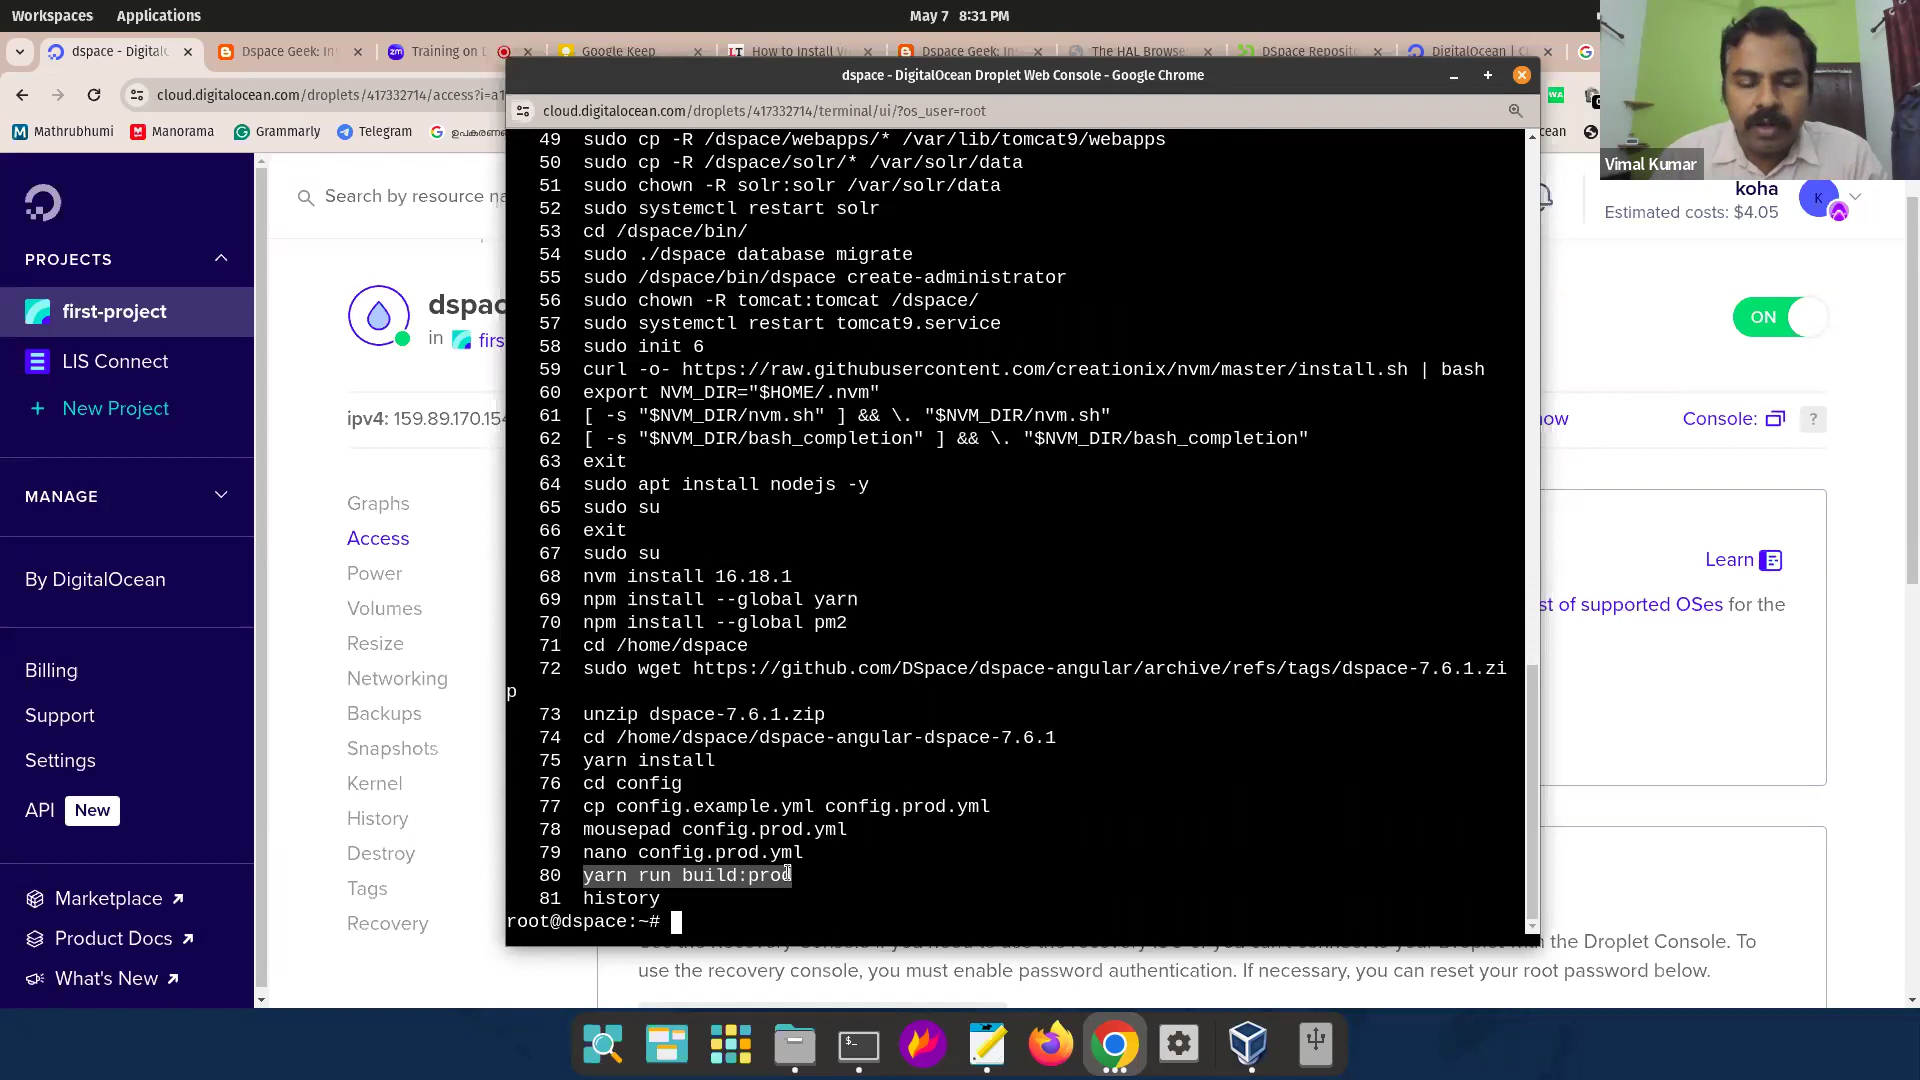 Workspaces Applications May 7 8:31 PM
dspace - Digital Dspace Geek: In Training on D Google Keep How to Install Vi Dspace Geek: In The HAL Browse DSpace Reposito DigitalOcean | C
dspace - DigitalOcean Droplet Web Console - Google Chrome
cloud.digitalocean.com/droplets/417332714/access?i=a1
cloud.digitalocean.com/droplets/417332714/terminal/ui/?os_user=root
Mathrubhumi Manorama Grammarly Telegram ഉപകരണ
WA
cean
Vimal Kumar
PROJECTS
first-project
LIS Connect
+ New Project
MANAGE
By DigitalOcean
Billing
Support
Settings
API New
Marketplace
Product Docs
What's New
Search by resource na
koha
Estimated costs: $4.05
K
dspac
in firs
ON
ipv4: 159.89.170.154
now
Console: ?
Graphs
Access
Power
Volumes
Resize
Networking
Backups
Snapshots
Kernel
History
Destroy
Tags
Recovery
Learn
st of supported OSes for the
49 sudo cp -R /dspace/webapps/* /var/lib/tomcat9/webapps
50 sudo cp -R /dspace/solr/* /var/solr/data
51 sudo chown -R solr:solr /var/solr/data
52 sudo systemctl restart solr
53 cd /dspace/bin/
54 sudo ./dspace database migrate
55 sudo /dspace/bin/dspace create-administrator
56 sudo chown -R tomcat:tomcat /dspace/
57 sudo systemctl restart tomcat9.service
58 sudo init 6
59 curl -o- https://raw.githubusercontent.com/creationix/nvm/master/install.sh | bash
60 export NVM_DIR="$HOME/.nvm"
61 [ -s "$NVM_DIR/nvm.sh" ] && \. "$NVM_DIR/nvm.sh"
62 [ -s "$NVM_DIR/bash_completion" ] && \. "$NVM_DIR/bash_completion"
63 exit
64 sudo apt install nodejs -y
65 sudo su
66 exit
67 sudo su
68 nvm install 16.18.1
69 npm install --global yarn
70 npm install --global pm2
71 cd /home/dspace
72 sudo wget https://github.com/DSpace/dspace-angular/archive/refs/tags/dspace-7.6.1.zi
p
73 unzip dspace-7.6.1.zip
74 cd /home/dspace/dspace-angular-dspace-7.6.1
75 yarn install
76 cd config
77 cp config.example.yml config.prod.yml
78 mousepad config.prod.yml
79 nano config.prod.yml
80 yarn run build:prod
81 history
root@dspace:~#
the Droplet Console. To
use the recovery console, you must enable password authentication. If necessary, you can reset your root password below.